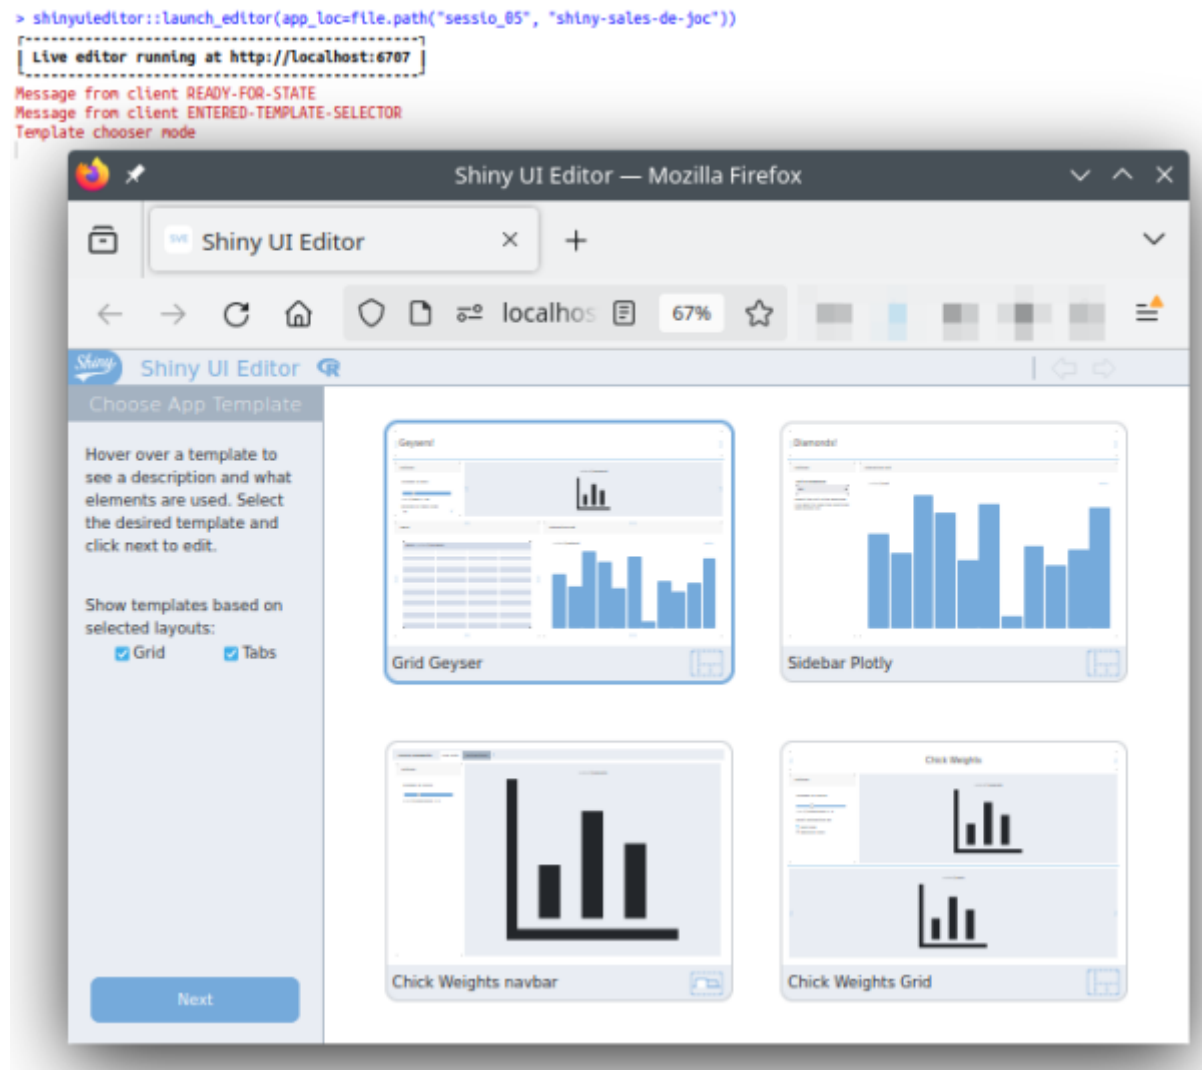 > shinyuieditor::launch_editor(app_loc=file.path("sessio_05", "shiny-sales-de-joc"))
Live editor running at http://localhost:6707
Message from client READY-FOR-STATE
Message from client ENTERED-TEMPLATE-SELECTOR
Template chooser mode
Shiny UI Editor — Mozilla Firefox
Shiny UI Editor
localhos
67%
Shiny
Shiny UI Editor
Choose App Template
Hover over a template to
see a description and what
elements are used. Select
the desired template and
click next to edit.
Show templates based on
selected layouts:
Grid
Tabs
Next
Geysers!
Grid Geyser
Diamonds!
Sidebar Plotly
Chick Weights navbar
Chick Weights
Chick Weights Grid